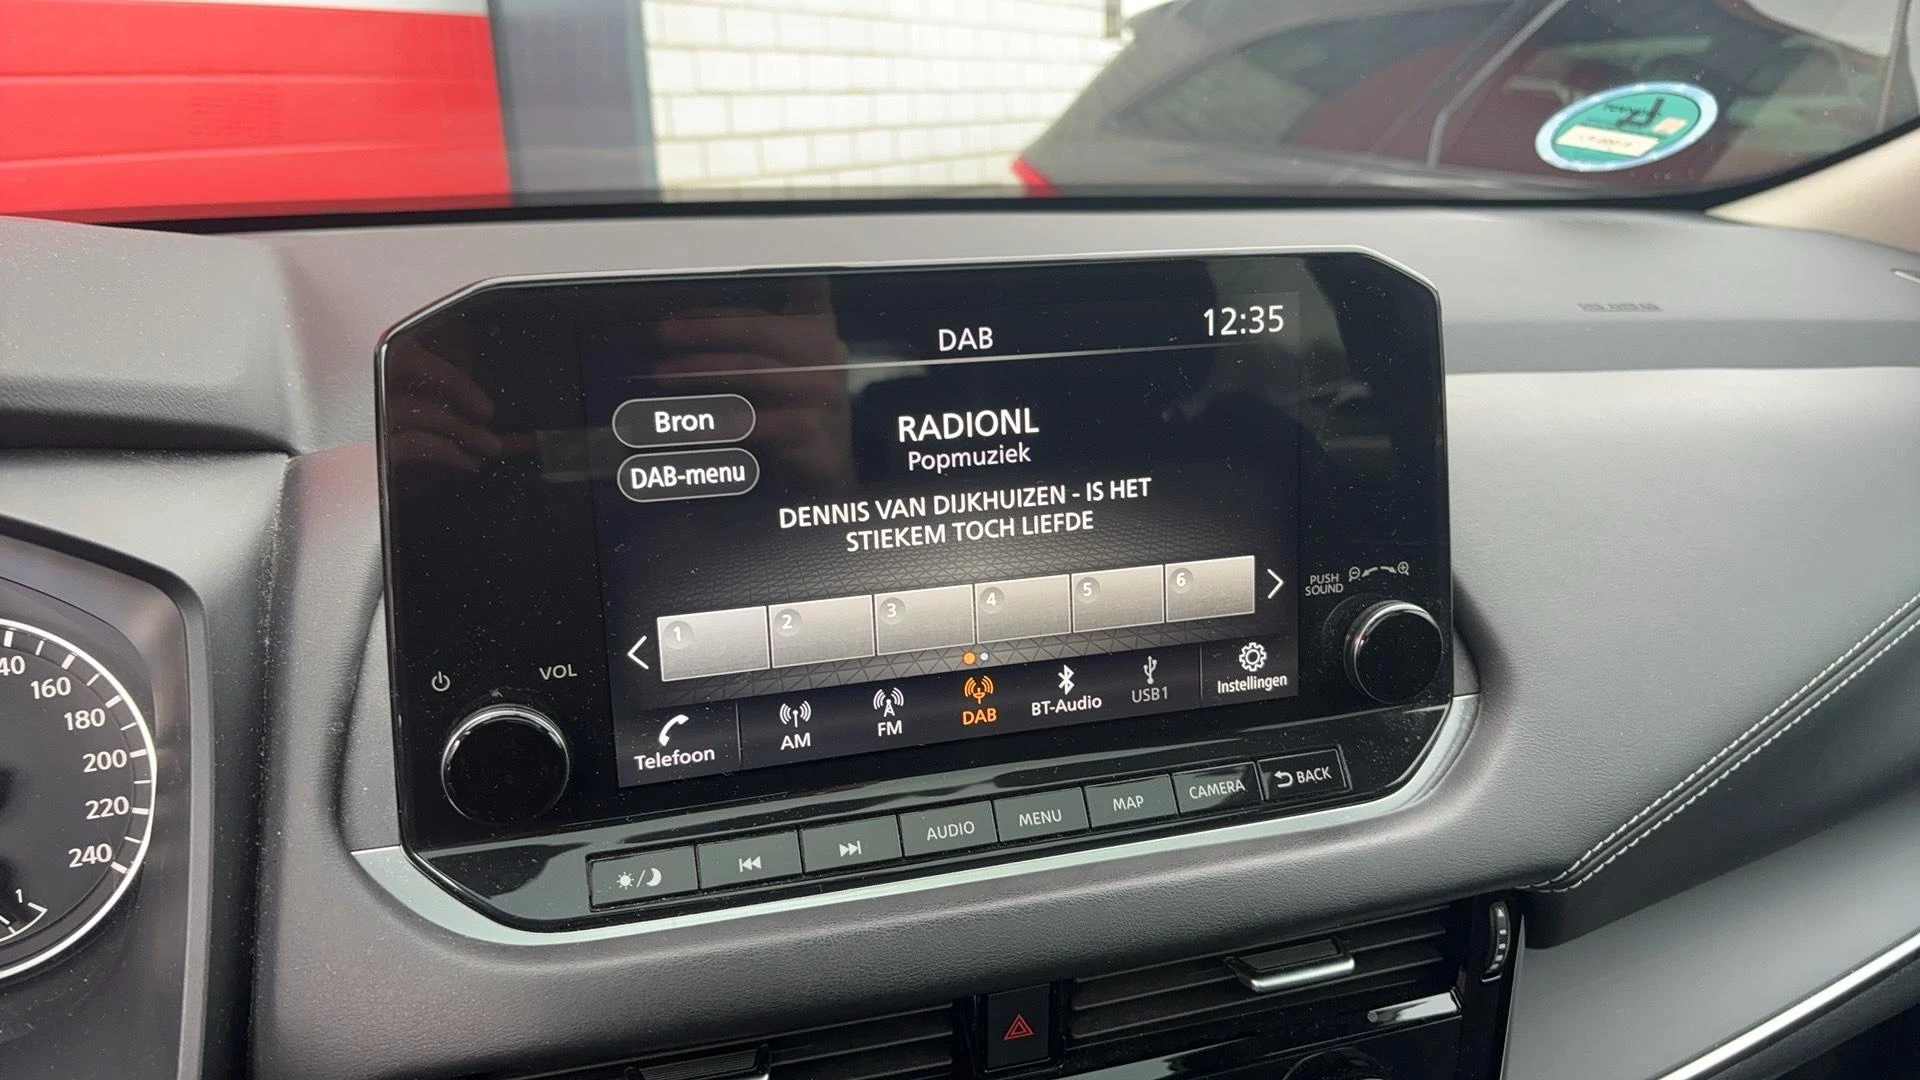 DAB
12:35
Bron
RADIONL
Popmuziek
DAB-menu
DENNIS VAN DIJKHUIZEN - IS HET
STIEKEM TOCH LIEFDE
1 2 3 4 5 6
PUSH
SOUND
VOL
Telefoon
AM
FM
DAB
BT-Audio
USB1
Instellingen
AUDIO
MENU
MAP
CAMERA
BACK
160
180
200
220
240
1